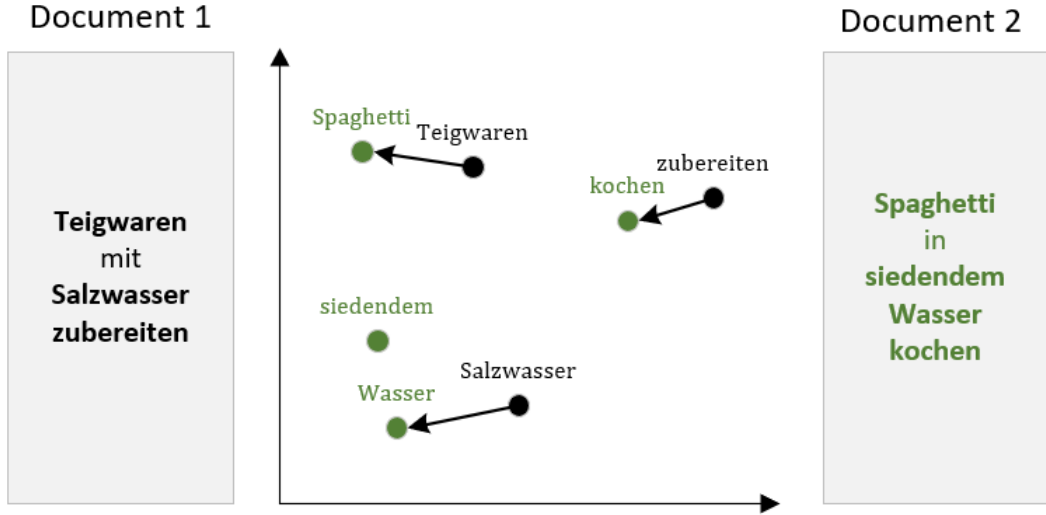 Document 1
Document 2
Teigwaren
mit
Salzwasser
zubereiten
Spaghetti
Teigwaren
zubereiten
kochen
siedendem
Salzwasser
Wasser
Spaghetti
in
siedendem
Wasser
kochen